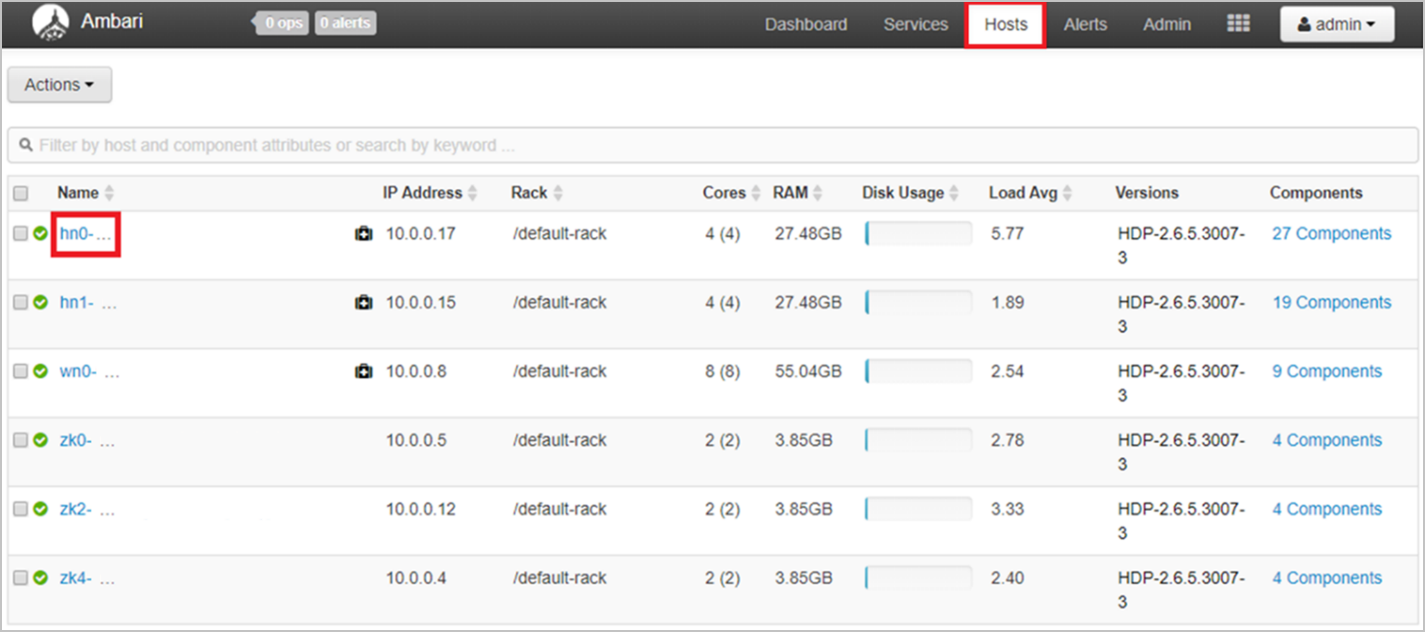 Ambari 0 ops 0 alerts Dashboard Services Hosts Alerts Admin admin
Actions
Filter by host and component attributes or search by keyword ...
Name IP Address Rack Cores RAM Disk Usage Load Avg Versions Components
hn0-... 10.0.0.17 /default-rack 4 (4) 27.48GB 5.77 HDP-2.6.5.3007- 27 Components
3
hn1- ... 10.0.0.15 /default-rack 4 (4) 27.48GB 1.89 HDP-2.6.5.3007- 19 Components
3
wn0- ... 10.0.0.8 /default-rack 8 (8) 55.04GB 2.54 HDP-2.6.5.3007- 9 Components
3
zk0- ... 10.0.0.5 /default-rack 2 (2) 3.85GB 2.78 HDP-2.6.5.3007- 4 Components
3
zk2- ... 10.0.0.12 /default-rack 2 (2) 3.85GB 3.33 HDP-2.6.5.3007- 4 Components
3
zk4- ... 10.0.0.4 /default-rack 2 (2) 3.85GB 2.40 HDP-2.6.5.3007- 4 Components
3